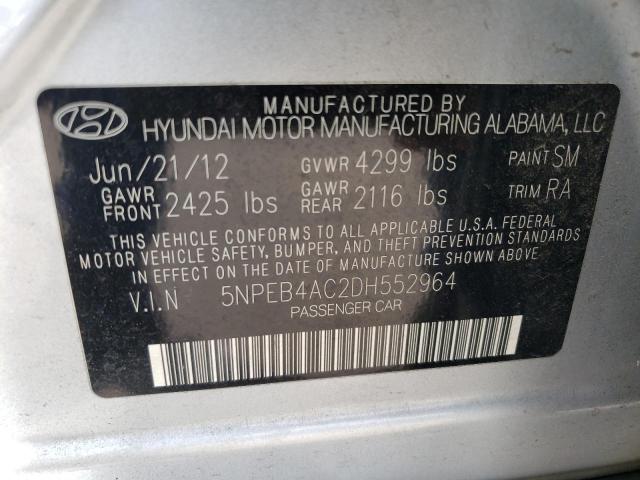 MANUFACTURED BY
HYUNDAI MOTOR MANUFACTURING ALABAMA, LLC
Jun/21/12 GVWR 4299 lbs PAINT SM
GAWR FRONT 2425 lbs GAWR REAR 2116 lbs TRIM RA
THIS VEHICLE CONFORMS TO ALL APPLICABLE U.S.A. FEDERAL
MOTOR VEHICLE SAFETY, BUMPER, AND THEFT PREVENTION STANDARDS
IN EFFECT ON THE DATE OF MANUFACTURE SHOWN ABOVE
V.I.N 5NPEB4AC2DH552964
PASSENGER CAR